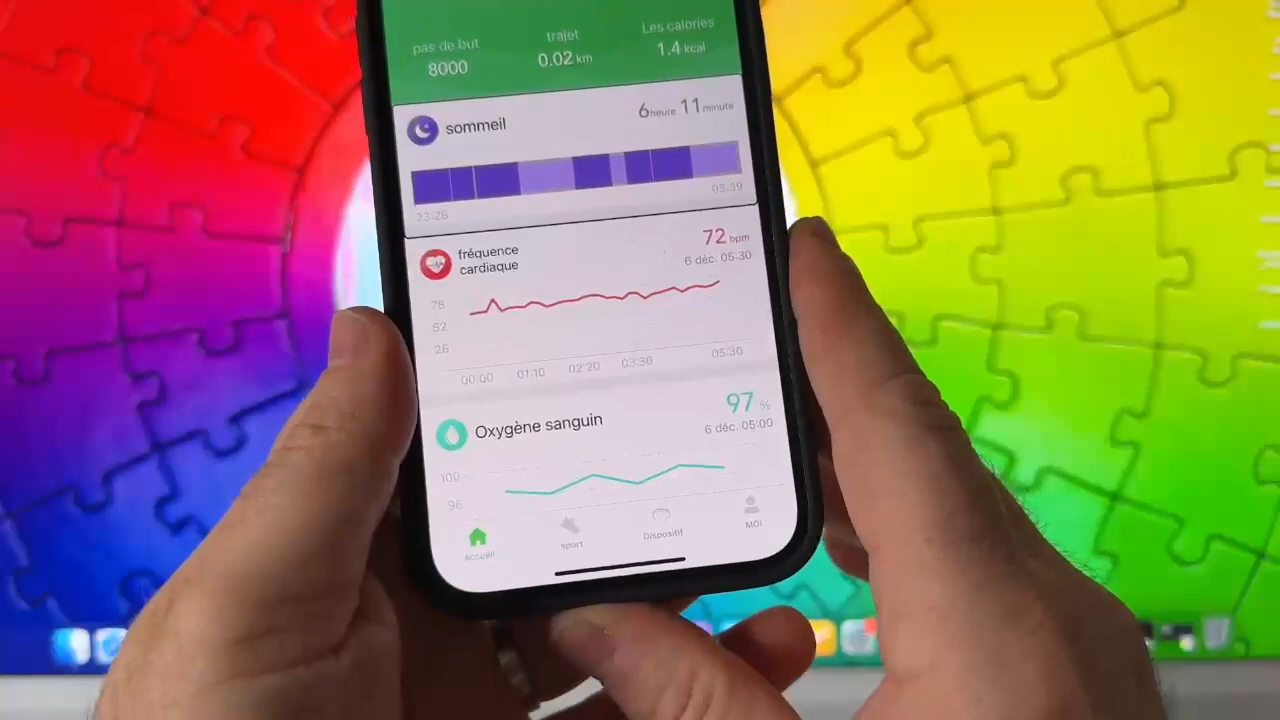 pas de but
trajet
Les calories
8000
0.02 km
1.4 kcal
sommeil
6 heure 11 minute
23:28
05:39
fréquence
cardiaque
72 bpm
6 déc. 05:30
78
52
26
00:00
01:10
02:20
03:30
05:30
Oxygène sanguin
97 %
6 déc. 05:00
100
96
Accueil
sport
Dispositif
MOI